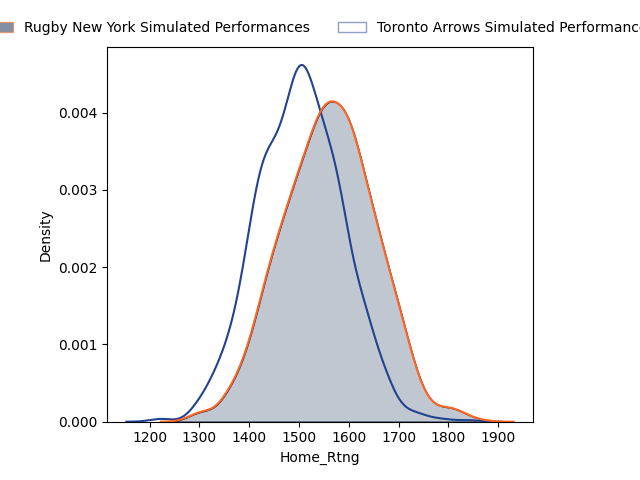 Rugby New York Simulated Performances
Toronto Arrows Simulated Performanc
0.004
0.003
0.002
0.001
0.000
Density
1200 1300 1400 1500 1600 1700 1800 1900
Home_Rtng